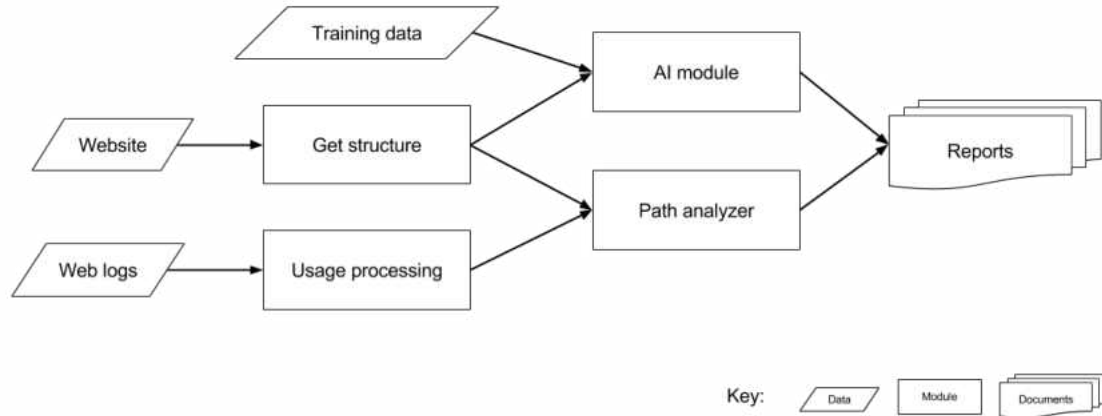 Training data
AI module
Website
Get structure
Reports
Path analyzer
Web logs
Usage processing
Key:
Data
Module
Documents